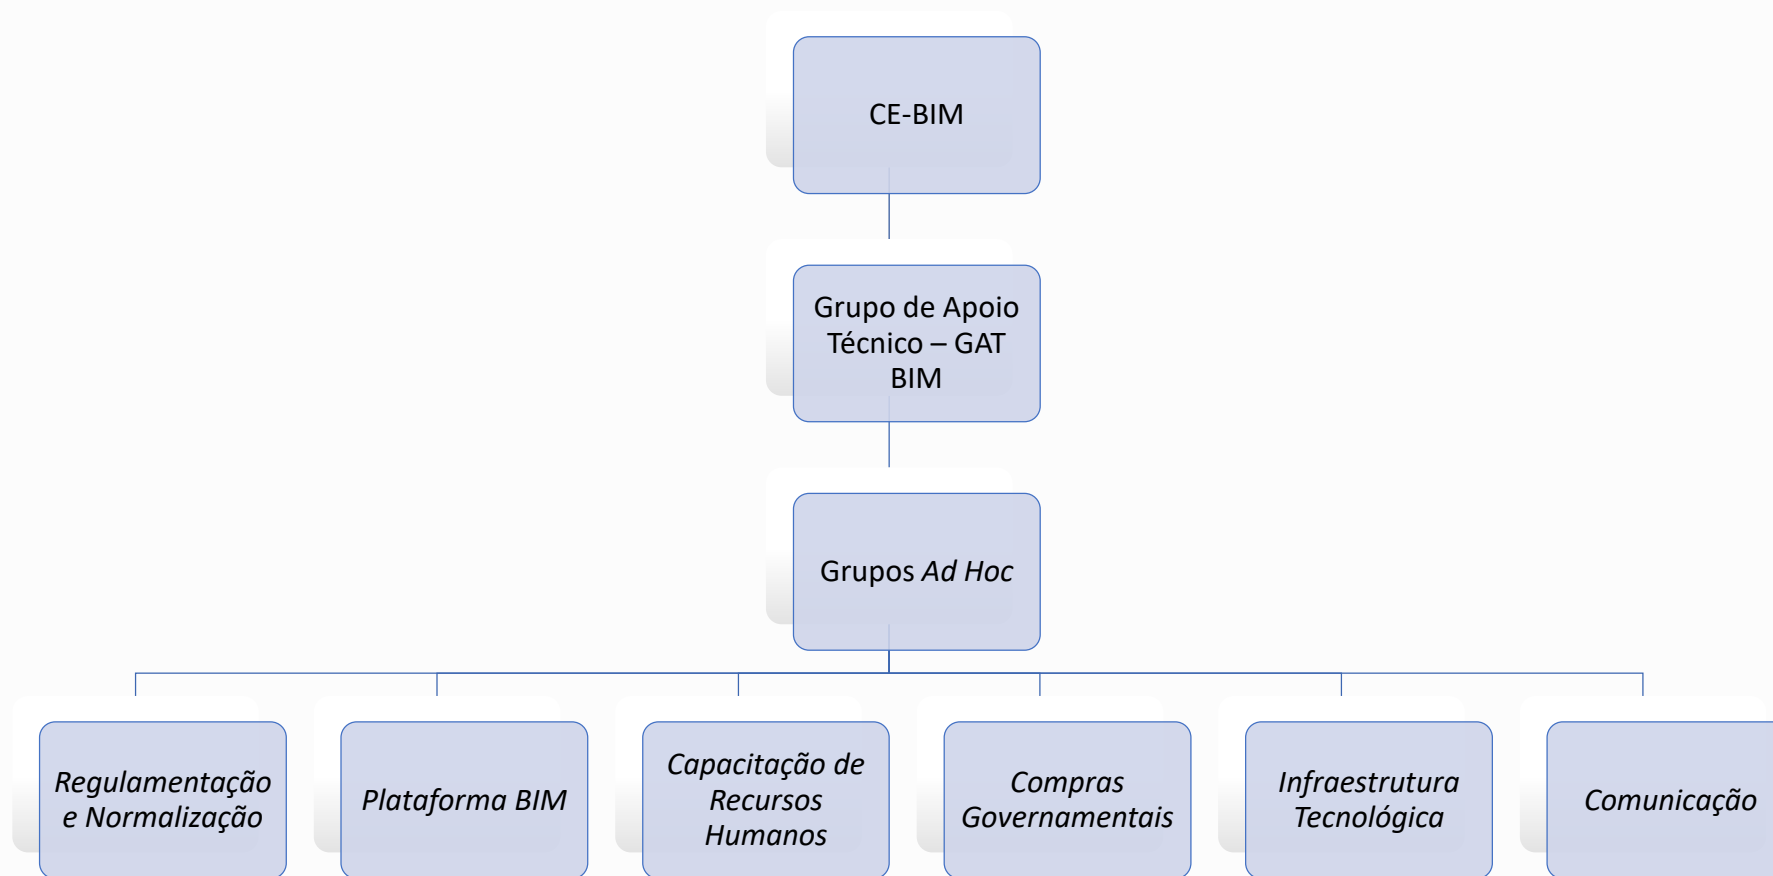 CE-BIM
Grupo de Apoio
Técnico – GAT
BIM
Grupos Ad Hoc
Regulamentação
e Normalização
Plataforma BIM
Capacitação de
Recursos
Humanos
Compras
Governamentais
Infraestrutura
Tecnológica
Comunicação